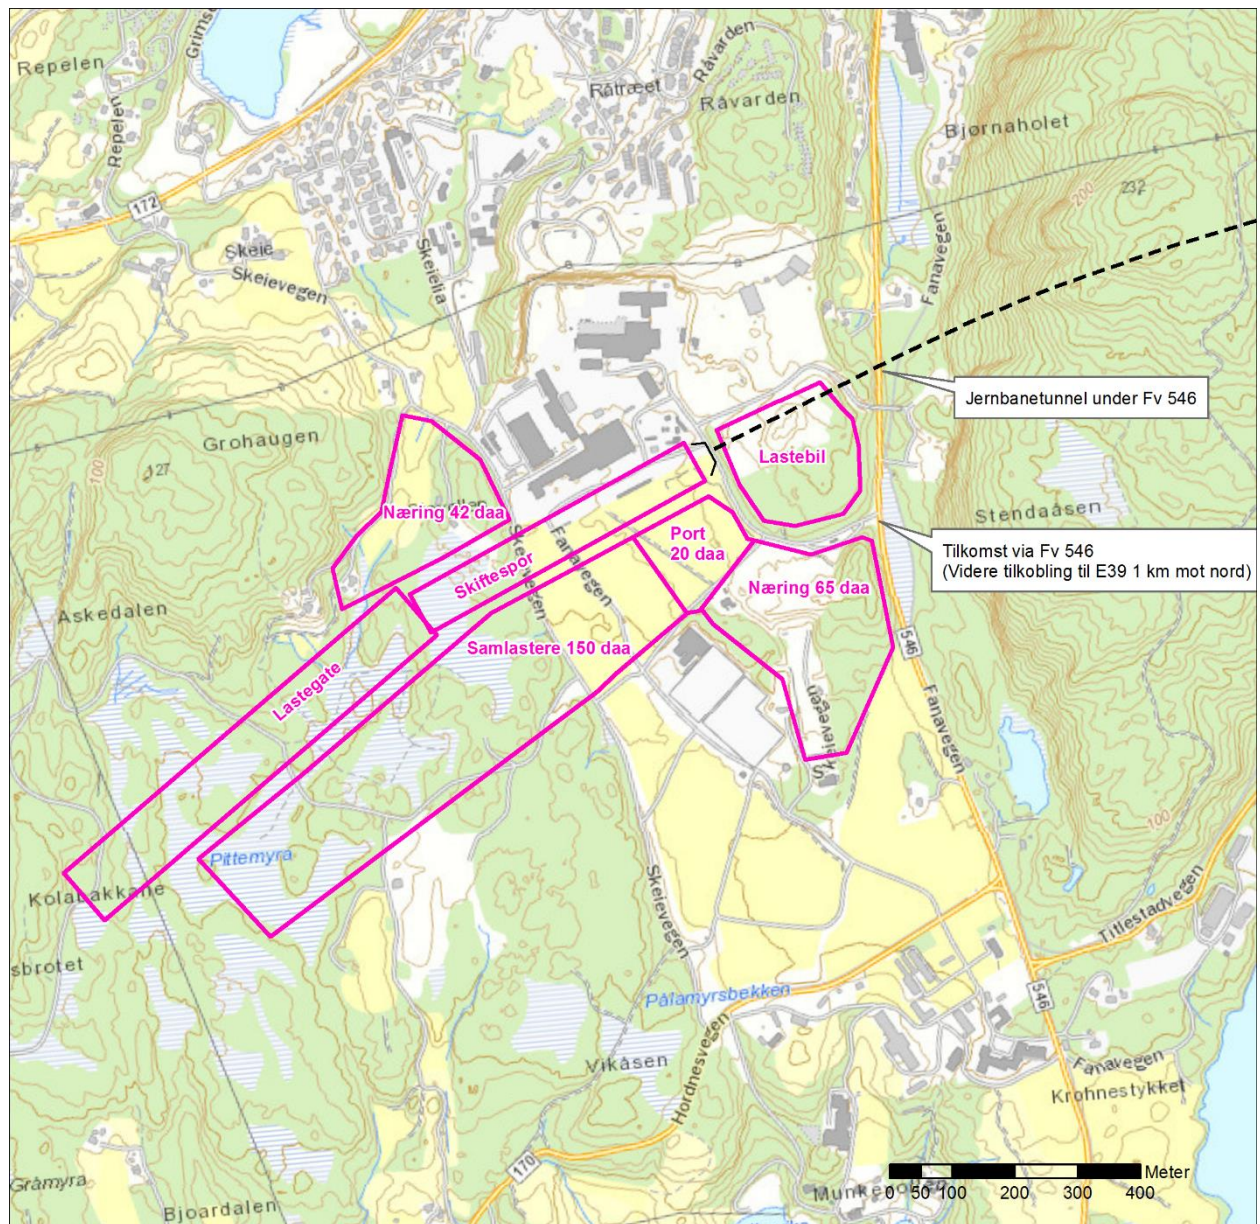 Repelen
Grimse
Repelen
Råtræet
Råvarden
Råvarden
Bjørnaholet
172
Skeie
Skeievegen
Skeielia
Fanavegen
200
232
Jernbanetunnel under Fv 546
Grohaugen
100
127
Lastebil
Næring 42 daa
Stendaåsen
Skiftespor
Fanavegen
Port
20 daa
Tilkomst via Fv 546
(Videre tilkobling til E39 1 km mot nord)
Næring 65 daa
Askedalen
Samlastere 150 daa
546
Lastegate
Skeievegen
Fanavegen
100
Pittemyra
Kolabakkane
Skeievegen
Titlestadvegen
sbrotet
Pålamyrsbekken
546
Vikåsen
Hordnesvegen
Fanavegen
Krohnestykket
170
Gråmyra
Bjoardalen
Meter
0 50 100 200 300 400